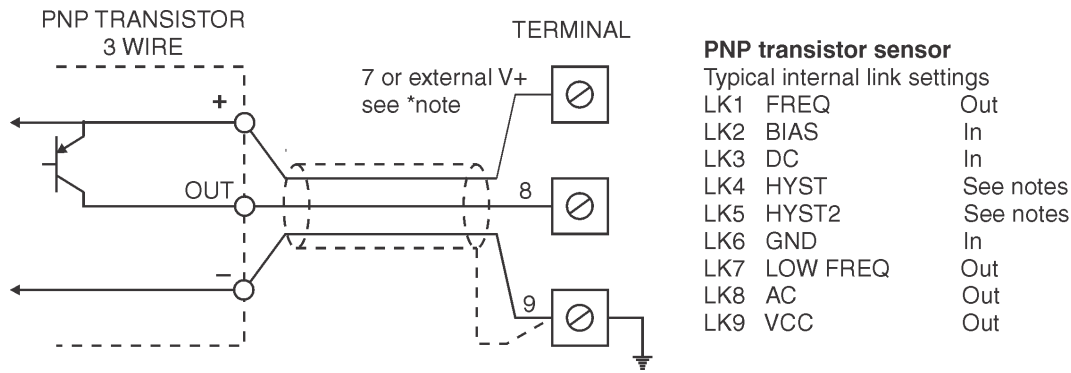 PNP TRANSISTOR
3 WIRE
TERMINAL
7 or external V+
see *note
+
OUT
8
–
9
PNP transistor sensor
Typical internal link settings
LK1 FREQ Out
LK2 BIAS In
LK3 DC In
LK4 HYST See notes
LK5 HYST2 See notes
LK6 GND In
LK7 LOW FREQ Out
LK8 AC Out
LK9 VCC Out